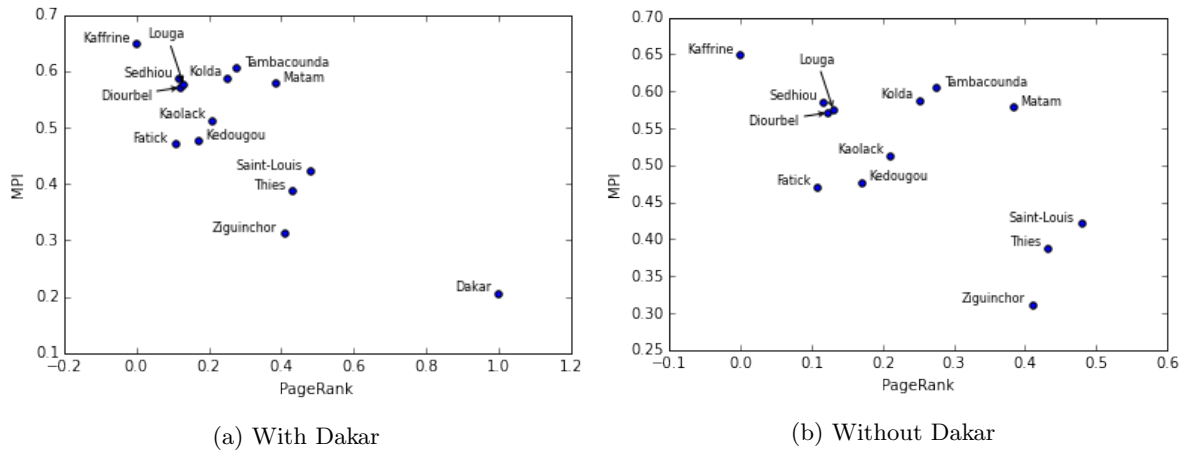 0.7
0.6
0.5
0.4
0.3
0.2
0.1
MPI
Kaffrine
Louga
Sedhiou
Kolda
Tambacounda
Diourbel
Matam
Kaolack
Fatick
Kedougou
Saint-Louis
Thies
Ziguinchor
Dakar
−0.2 0.0 0.2 0.4 0.6 0.8 1.0 1.2
PageRank
(a) With Dakar
0.70
0.65
0.60
0.55
0.50
0.45
0.40
0.35
0.30
0.25
MPI
Kaffrine
Louga
Sedhiou
Kolda
Tambacounda
Diourbel
Matam
Kaolack
Fatick
Kedougou
Saint-Louis
Thies
Ziguinchor
−0.1 0.0 0.1 0.2 0.3 0.4 0.5 0.6
PageRank
(b) Without Dakar